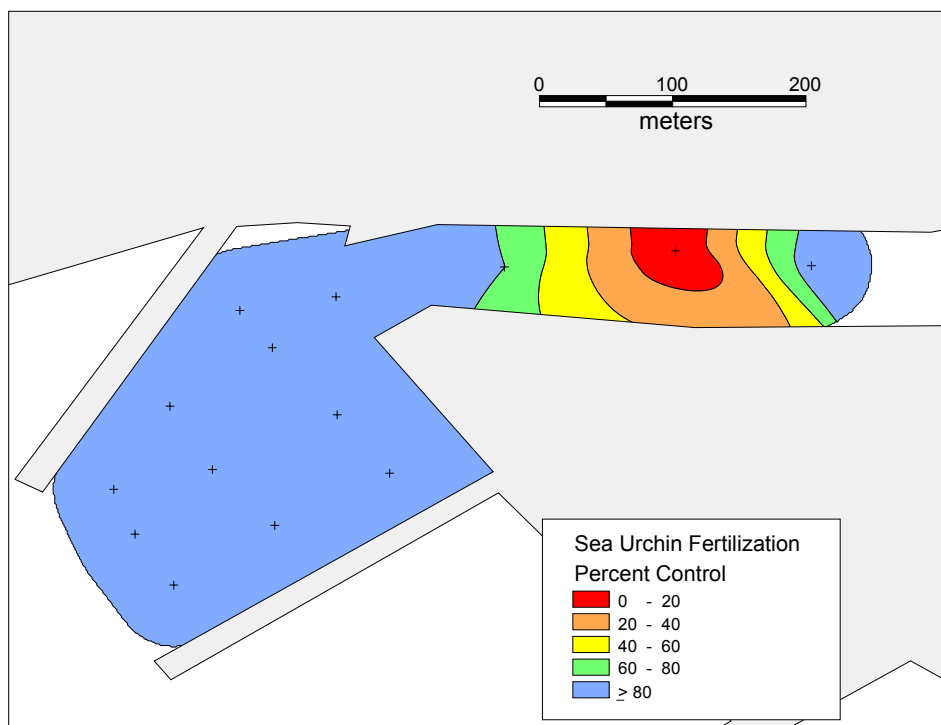 0 100 200
meters
Sea Urchin Fertilization
Percent Control
0 - 20
20 - 40
40 - 60
60 - 80
≥ 80